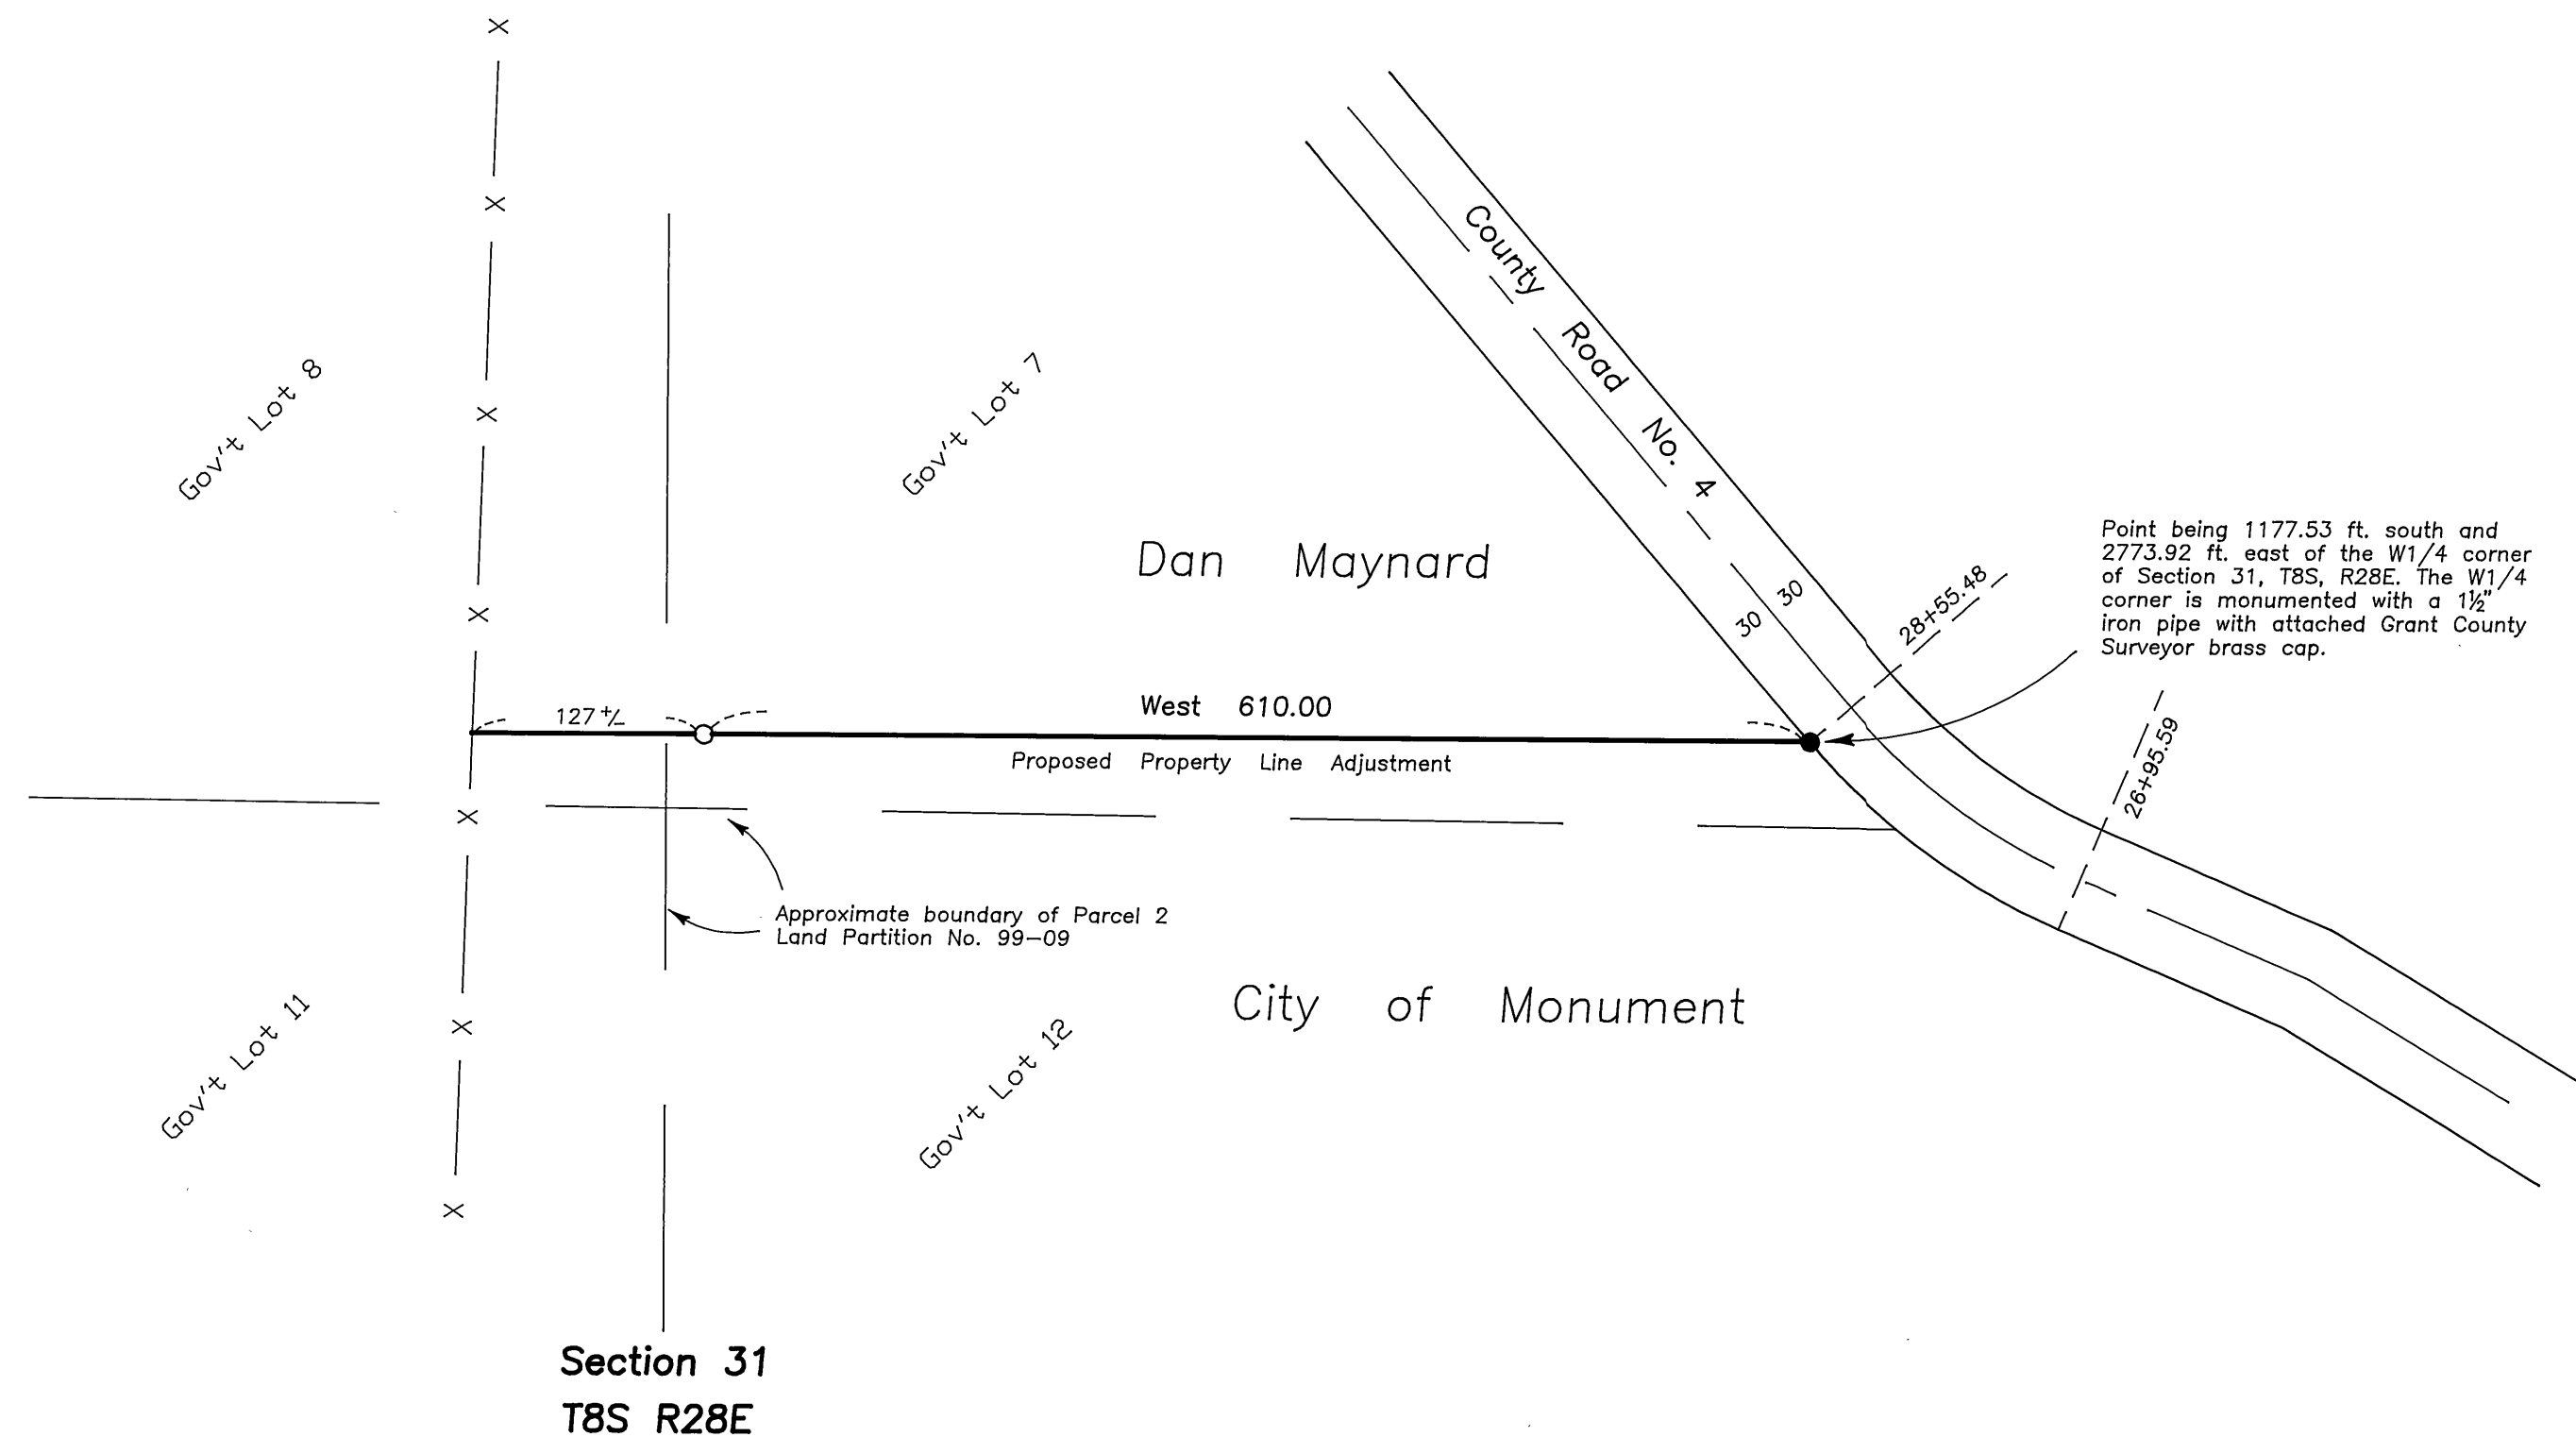 County Road No. 4
Gov't Lot 8
Gov't Lot 7
Dan Maynard
Point being 1177.53 ft. south and
2773.92 ft. east of the W1/4 corner
of Section 31, T8S, R28E. The W1/4
corner is monumented with a 1½"
iron pipe with attached Grant County
Surveyor brass cap.
30
30
28+55.48
West 610.00
127+/-
Proposed Property Line Adjustment
26+95.59
Approximate boundary of Parcel 2
Land Partition No. 99-09
City of Monument
Gov't Lot 11
Gov't Lot 12
Section 31
T8S R28E